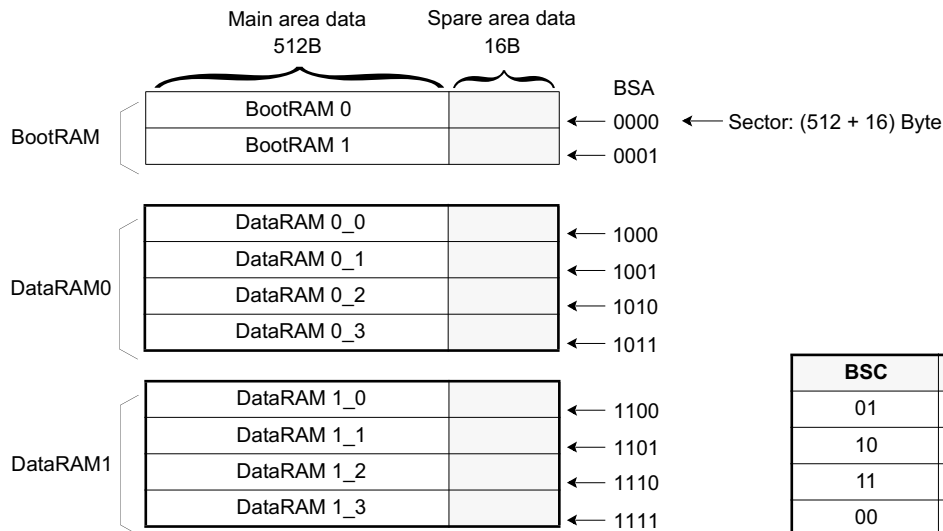 Main area data
512B
Spare area data
16B
BSA
BootRAM
BootRAM 0
0000
Sector: (512 + 16) Byte
BootRAM 1
0001
DataRAM0
DataRAM 0_0
1000
DataRAM 0_1
1001
DataRAM 0_2
1010
DataRAM 0_3
1011
DataRAM1
DataRAM 1_0
1100
DataRAM 1_1
1101
DataRAM 1_2
1110
DataRAM 1_3
1111
BSC
01
10
11
00